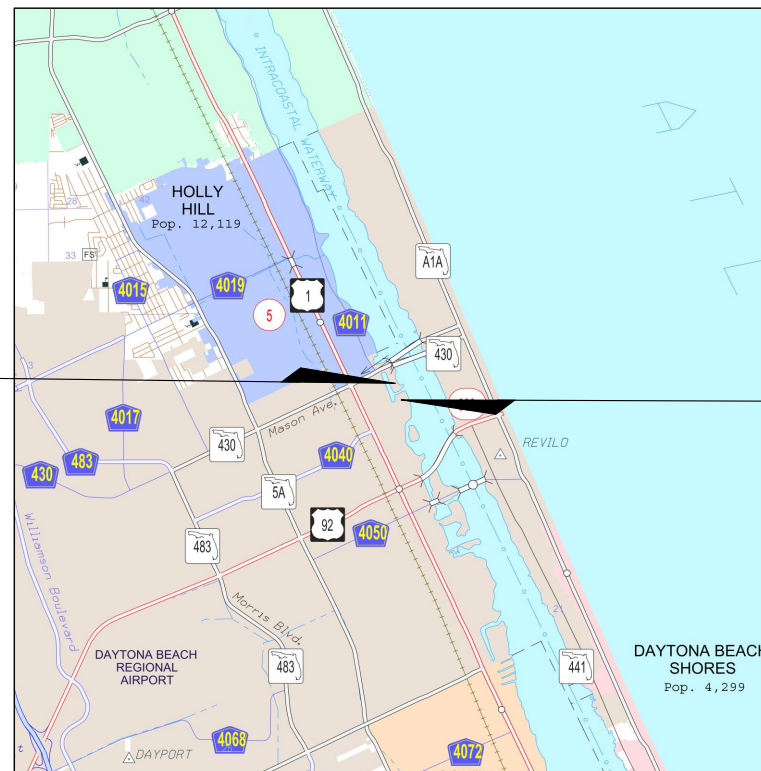 INTRACOASTAL WATERWAY
HOLLY
HILL
Pop. 12,119
28
42
33
FS
4015
4019
5
1
4011
A1A
430
3
4017
Mason Ave.
430
4040
REVILO
430
483
5A
92
4050
483
Williamson Boulevard
Morris Blvd.
21
DAYTONA BEACH
REGIONAL
AIRPORT
483
441
DAYTONA BEACH
SHORES
Pop. 4,299
4068
4072
t
DAYPORT